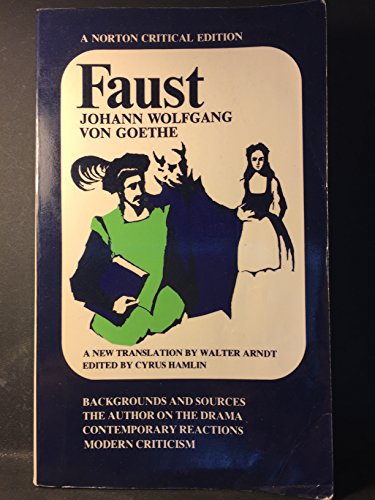 A NORTON CRITICAL EDITION
Faust
JOHANN WOLFGANG
VON GOETHE
A NEW TRANSLATION BY WALTER ARNDT
EDITED BY CYRUS HAMLIN
BACKGROUNDS AND SOURCES
THE AUTHOR ON THE DRAMA
CONTEMPORARY REACTIONS
MODERN CRITICISM